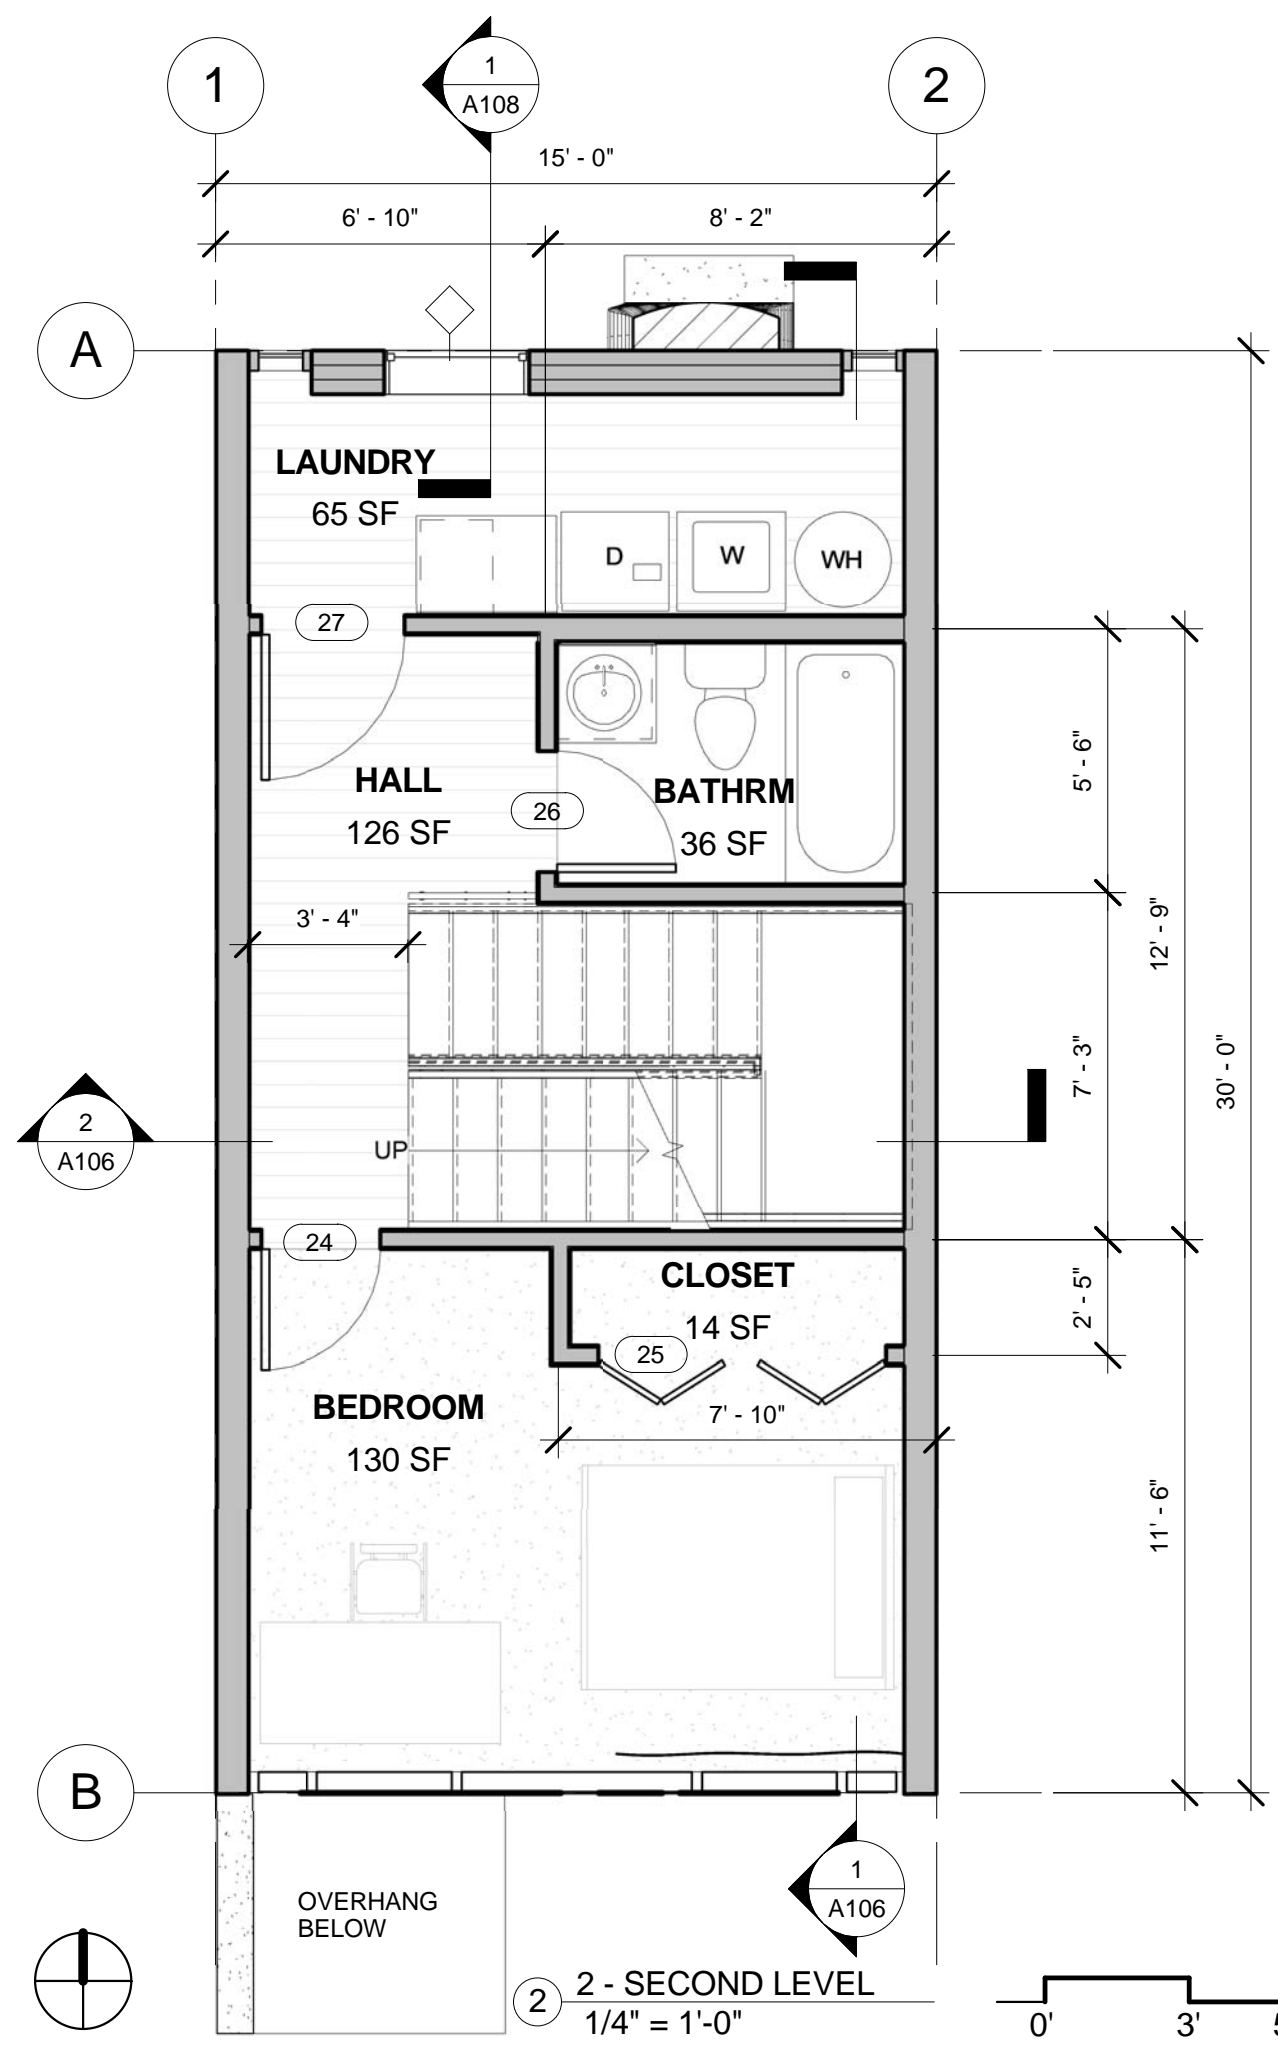 1
1
A108
2
15' - 0"
6' - 10"
8' - 2"
A
LAUNDRY
65 SF
D
W
WH
27
HALL
126 SF
26
BATHRM
36 SF
5' - 6"
3' - 4"
12' - 9"
7' - 3"
30' - 0"
2
A106
UP
24
CLOSET
14 SF
25
2' - 5"
BEDROOM
130 SF
7' - 10"
11' - 6"
B
1
A106
OVERHANG
BELOW
2
2 - SECOND LEVEL
1/4" = 1'-0"
0'
3'